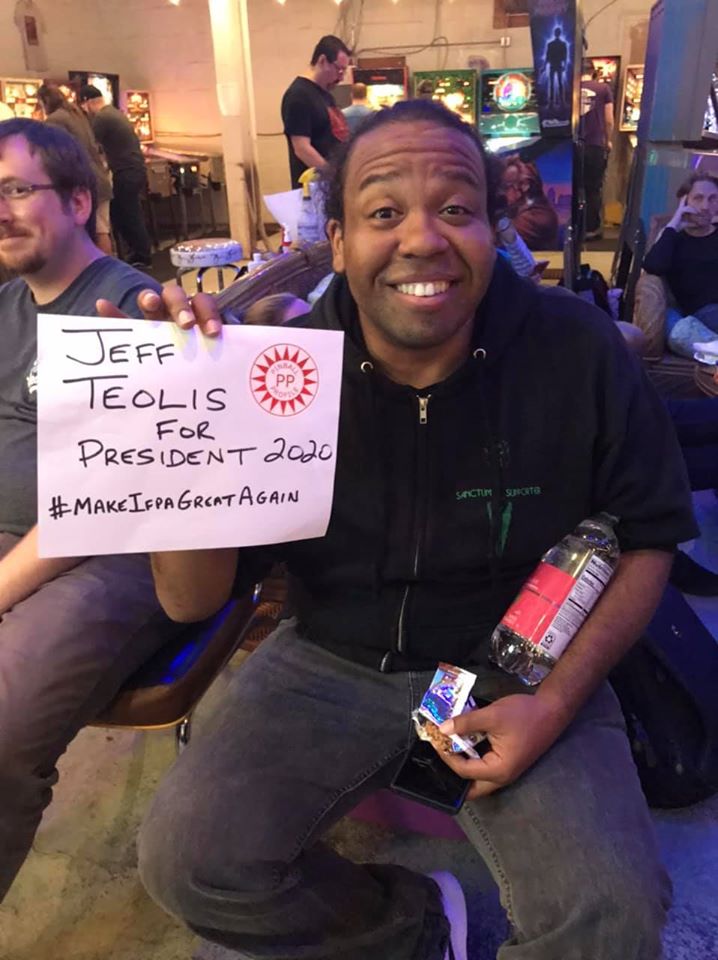 JEFF
TEOLIS
FOR
PRESIDENT 2020
#MAKEIFPAGREATAGAIN
PINBALL
PP
PROFILE
SANCTUM SUPPORTER